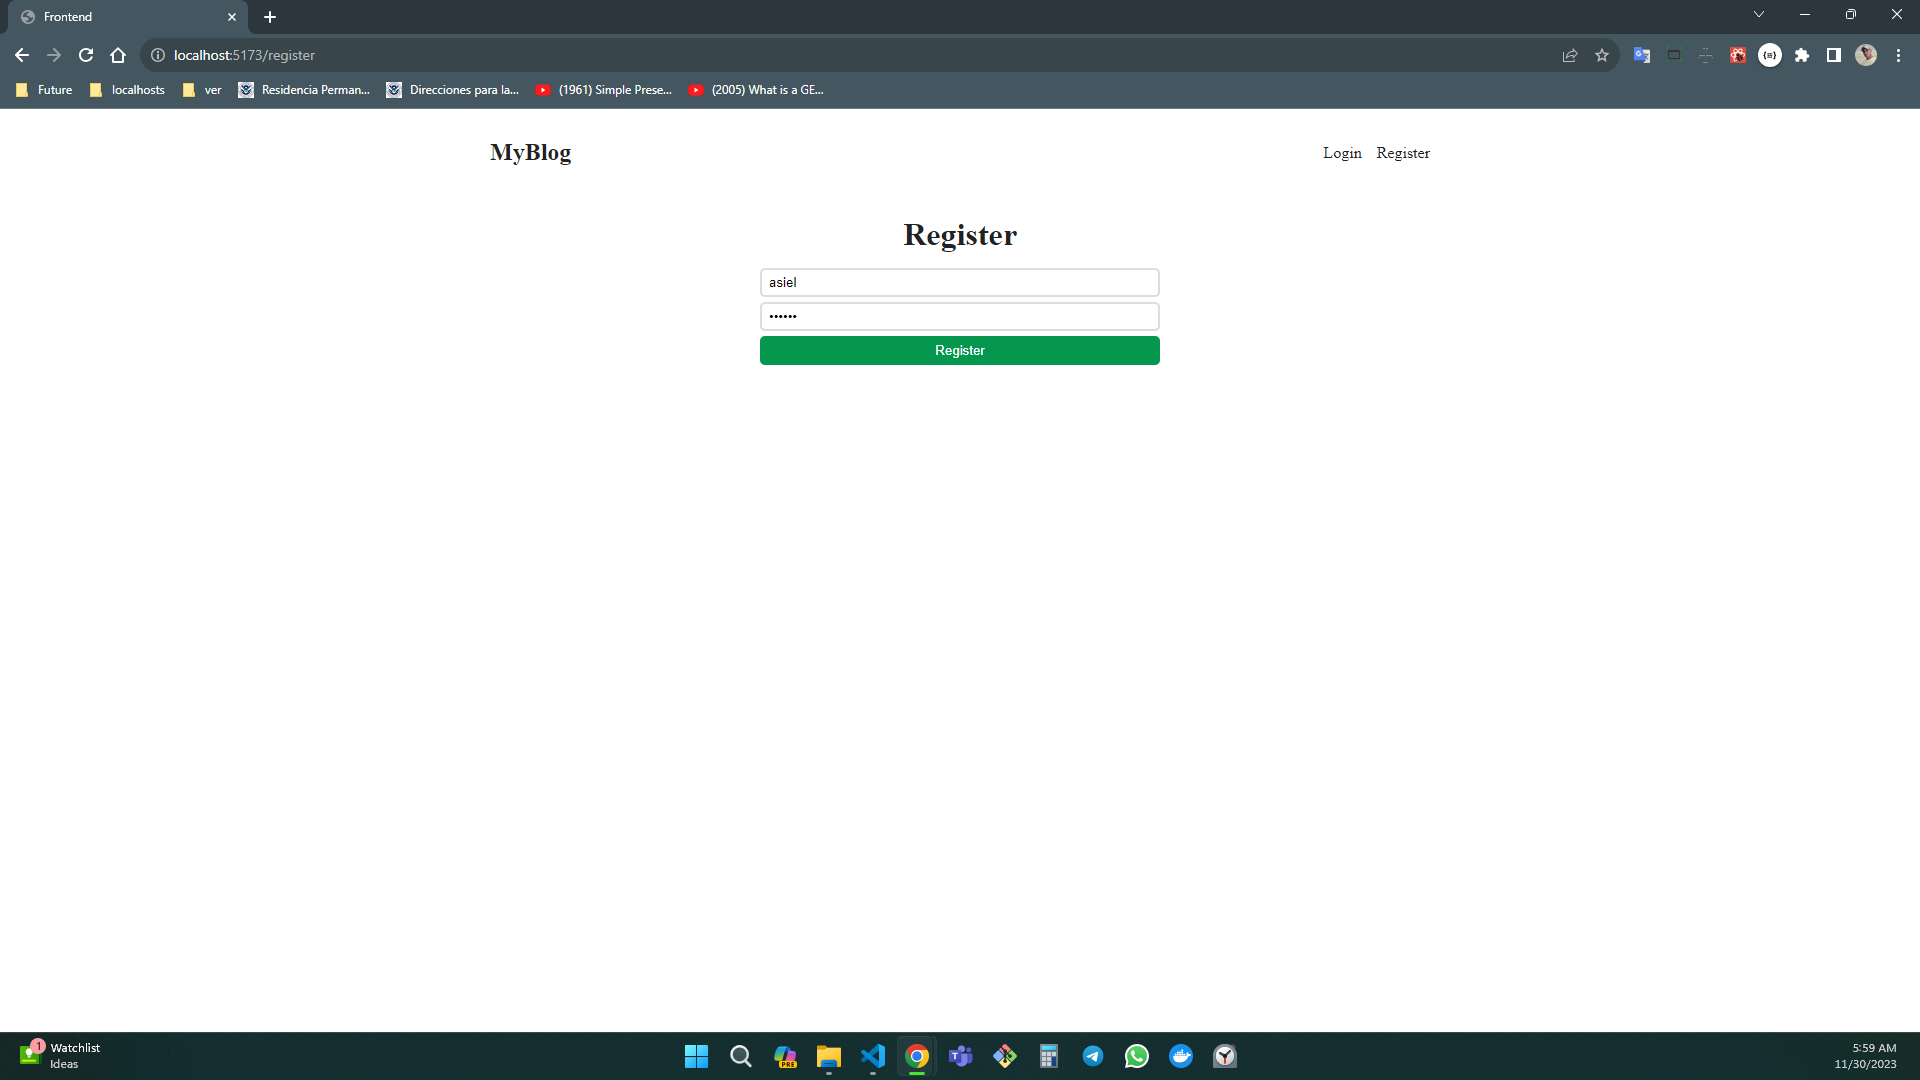 Frontend
localhost:5173/register
Future localhosts ver Residencia Perman... Direcciones para la... (1961) Simple Prese... (2005) What is a GE...
MyBlog Login Register
Register
asiel
••••••
Register
1 Watchlist
Ideas
PRE
5:59 AM
11/30/2023